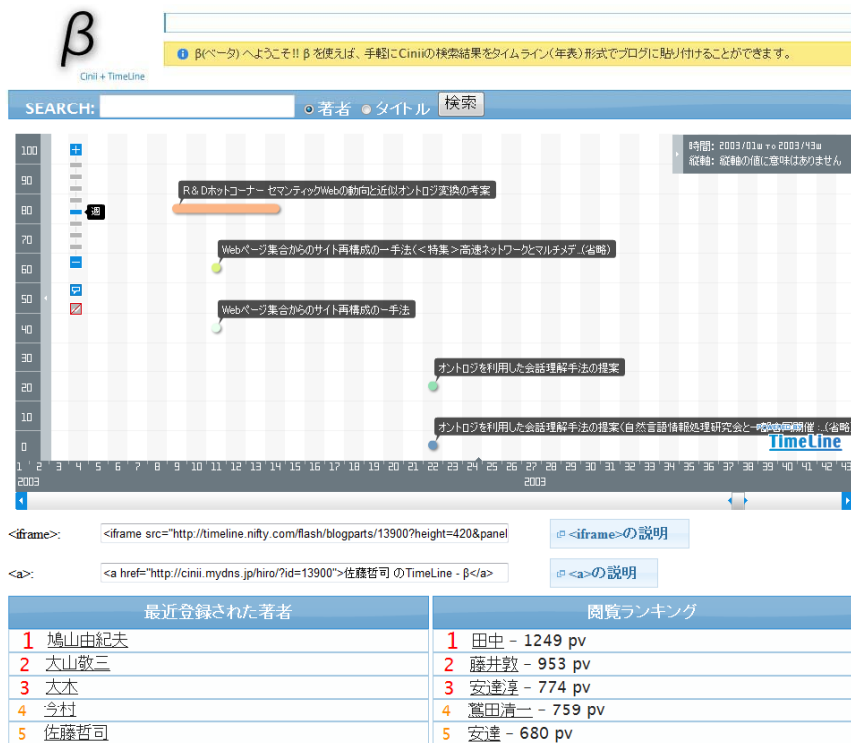 β
Cinii + TimeLine
β(ベータ) へようこそ!! β を使えば、手軽にCiniiの検索結果をタイムライン(年表)形式でブログに貼り付けることができます。
SEARCH: 著者 タイトル 検索
時間: 2003/01w to 2003/43w
縦軸: 縦軸の値に意味はありません
100
90
80
70
60
50
40
30
20
10
0
週
R&Dホットコーナー セマンティックWebの動向と近似オントロジ変換の考案
Webページ集合からのサイト再構成の一手法(<特集>高速ネットワークとマルチメデ..(省略)
Webページ集合からのサイト再構成の一手法
オントロジを利用した会話理解手法の提案
オントロジを利用した会話理解手法の提案(自然言語情報処理研究会と一部合同開催:..(省略
TimeLine
1 2 3 4 5 6 7 8 9 10 11 12 13 14 15 16 17 18 19 20 21 22 23 24 25 26 27 28 29 30 31 32 33 34 35 36 37 38 39 40 41 42 43
2003 2003
<iframe>: <iframe src="http://timeline.nifty.com/flash/blogparts/13900?height=420&panel <iframe>の説明
<a>: <a href="http://cinii.mydns.jp/hiro/?id=13900">佐藤哲司 のTimeLine - β</a> <a>の説明
最近登録された著者
1 鳩山由紀夫
2 大山敬三
3 大木
4 今村
5 佐藤哲司
閲覧ランキング
1 田中 - 1249 pv
2 藤井敦 - 953 pv
3 安達淳 - 774 pv
4 鷲田清一 - 759 pv
5 安達 - 680 pv